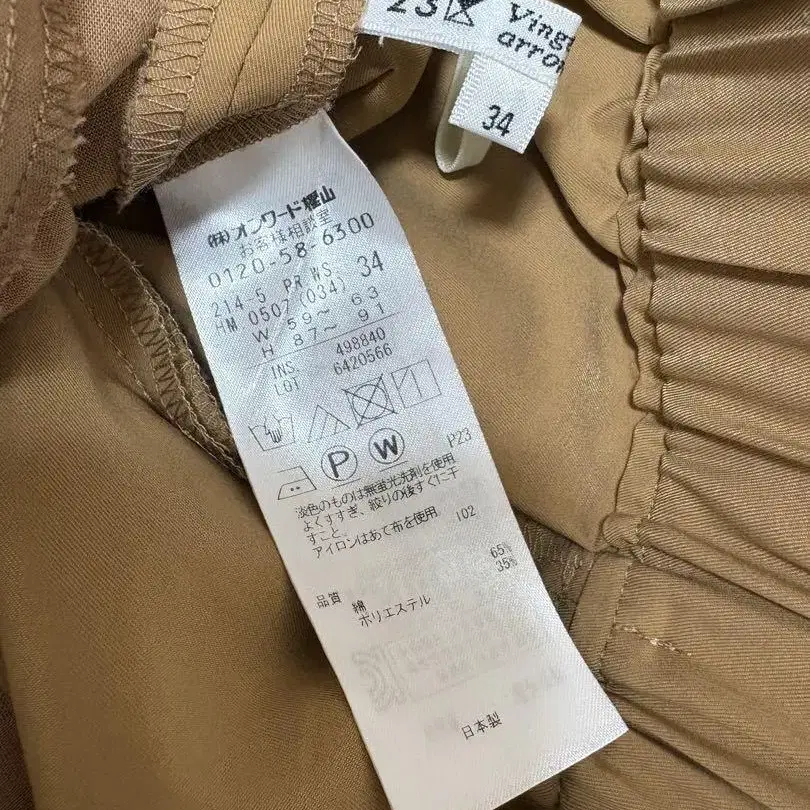 23区
34
㈱オンワード樫山
お客様相談室
0120-58-6300
214-5 PR WS. 34
HM 0507 (034)
W 59~ 63
H 87~ 91
INS. 498840
LOT 6420566
P W P23
淡色のものは無蛍光洗剤を使用
よくすすぎ、絞りの後すぐに干
すこと、
アイロンはあて布を使用 102
品質 綿 65%
ポリエステル 35%
日本製